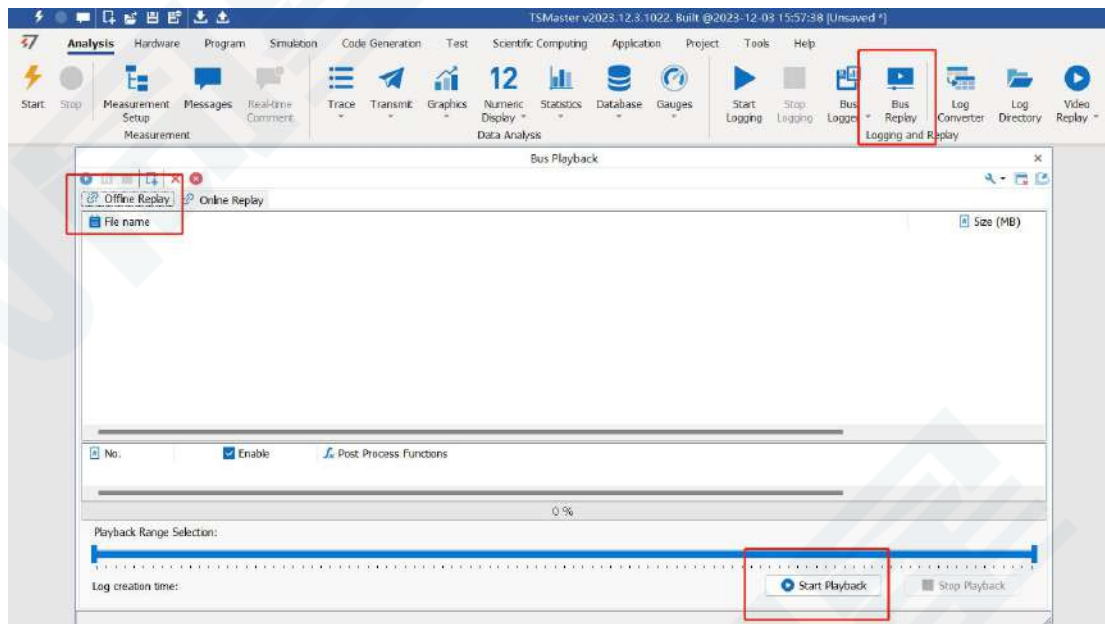 TSMaster v2023.12.3.1022. Built @2023-12-03 15:57:38 [Unsaved *]
Analysis Hardware Program Simulation Code Generation Test Scientific Computing Application Project Tools Help
Start Stop Measurement Setup Messages Real-time Comment Trace Transmit Graphics 12 Numeric Display Statistics Database Gauges Start Logging Stop Logging Bus Logger Bus Replay Log Converter Log Directory Video Replay
Measurement Data Analysis Logging and Replay
Bus Playback
Offline Replay Online Replay
File name Size (MB)
No. Enable Post Process Functions
0 %
Playback Range Selection:
Log creation time: Start Playback Stop Playback